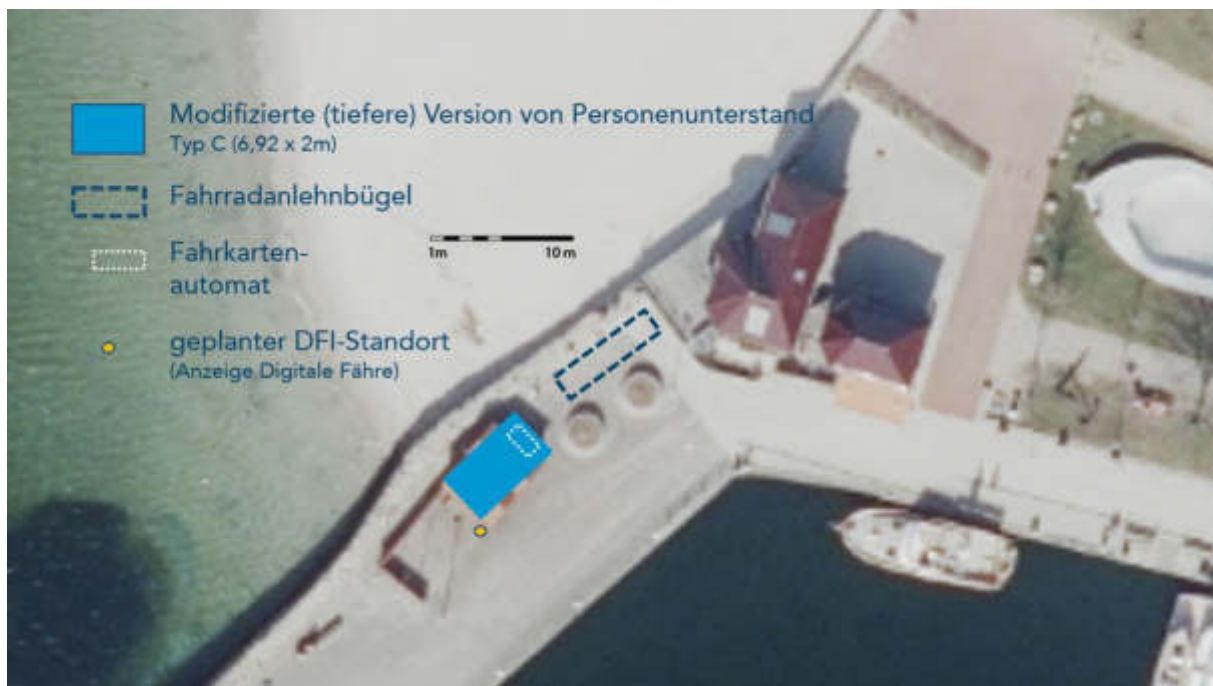 Modifizierte (tiefere) Version von Personenunterstand
Typ C (6,92 x 2m)
Fahrradanlehnbügel
Fahrkarten-
automat
1m 10 m
geplanter DFI-Standort
(Anzeige Digitale Fähre)